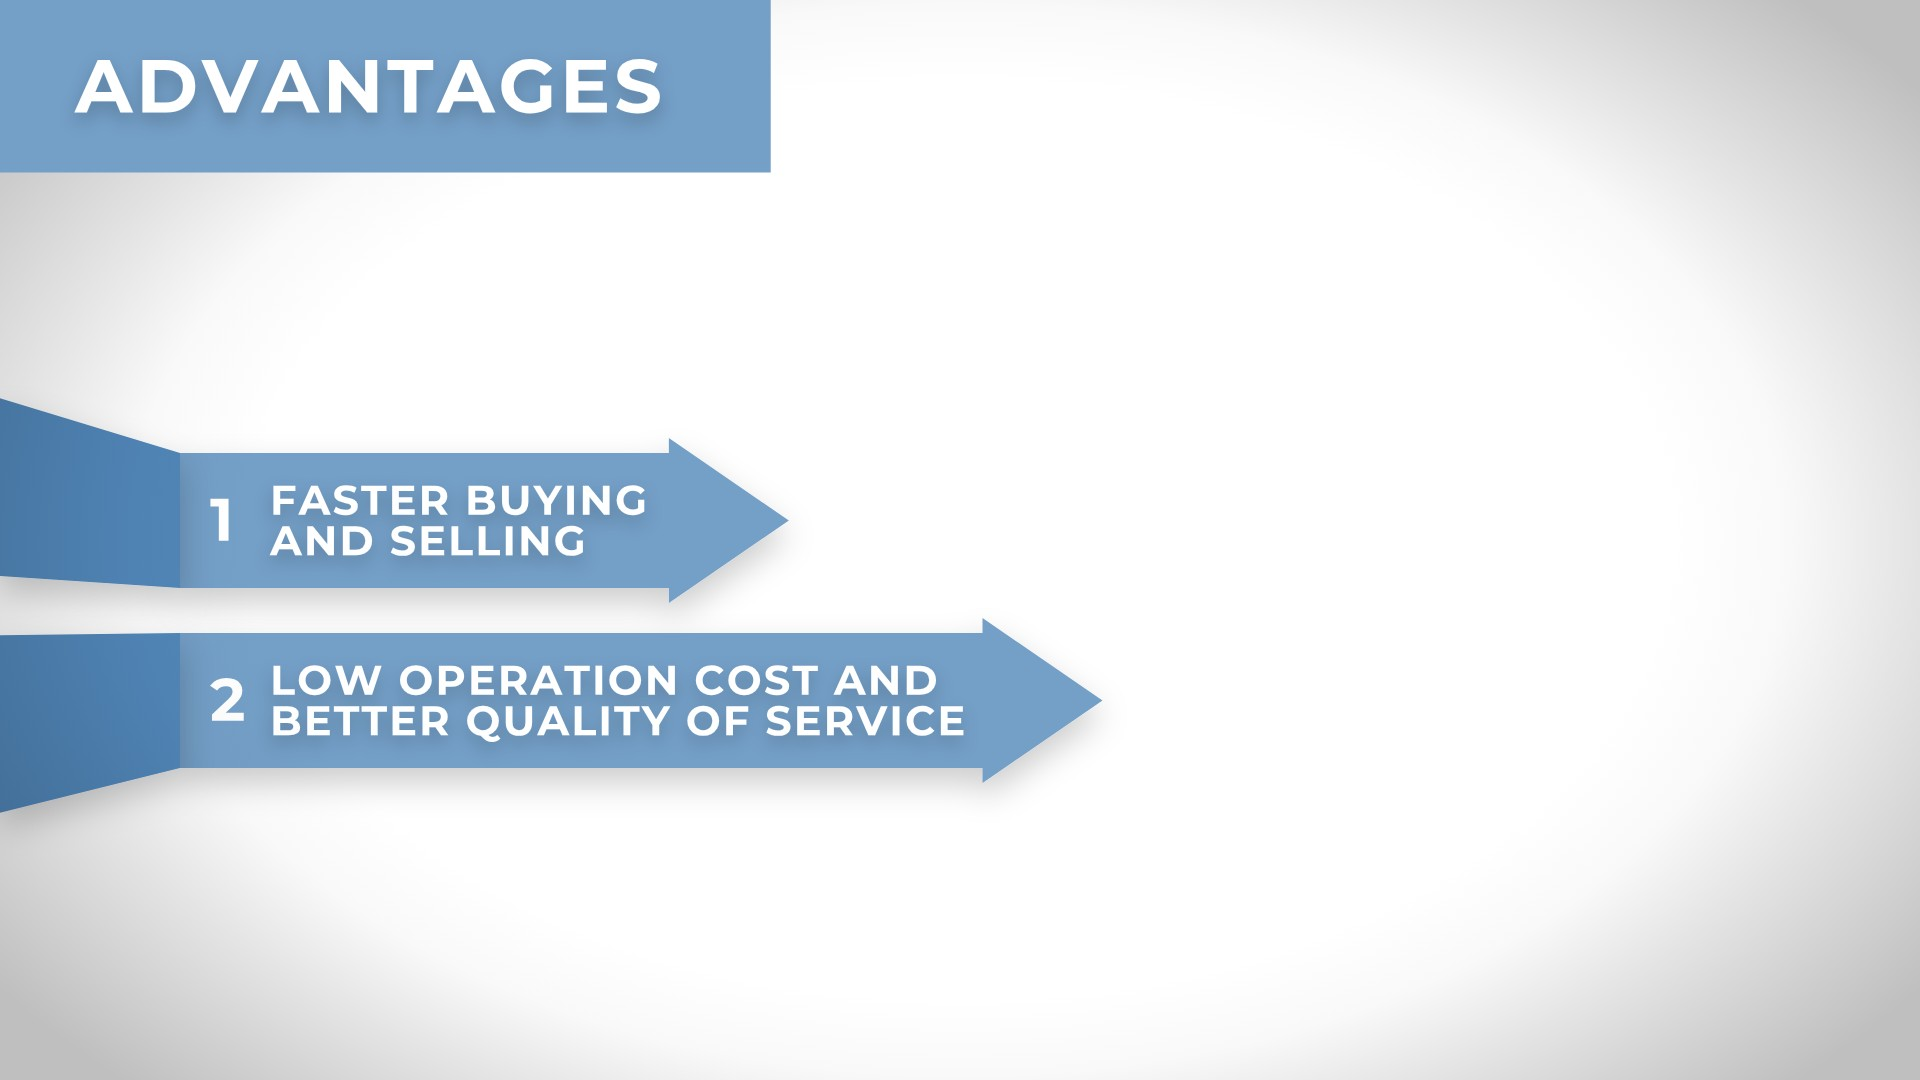 ADVANTAGES
1
FASTER BUYING
AND SELLING
2
LOW OPERATION COST AND
BETTER QUALITY OF SERVICE